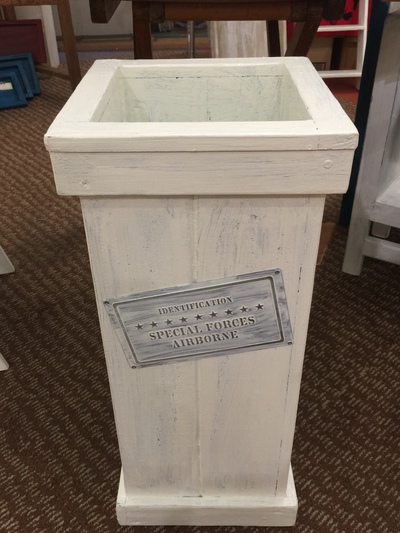 IDENTIFICATION
★ ★ ★ ★ ★ ★ ★ ★ ★
SPECIAL FORCES
AIRBORNE